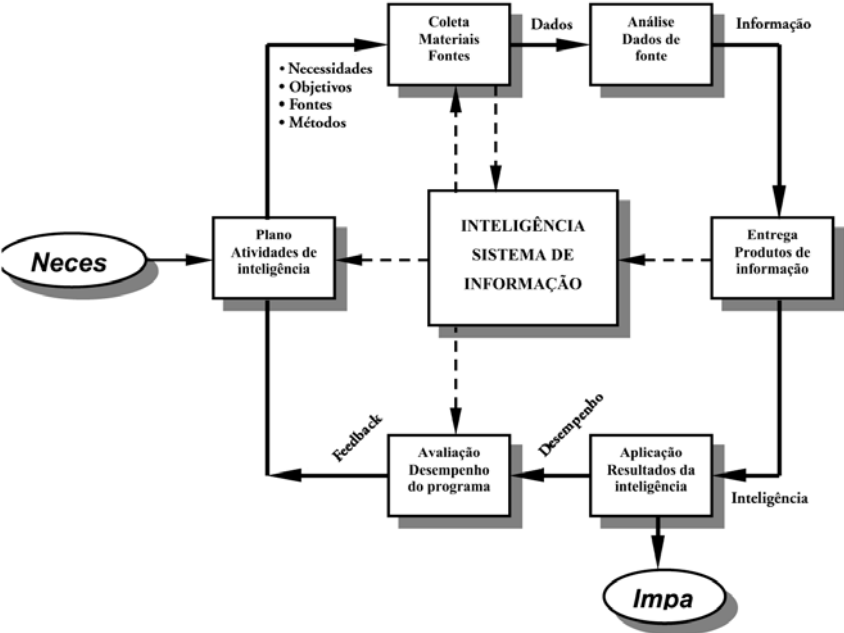 Coleta
Materiais
Fontes
Dados
Análise
Dados de
fonte
Informação
• Necessidades
• Objetivos
• Fontes
• Métodos
Neces
Plano
Atividades de
inteligência
INTELIGÊNCIA
SISTEMA DE
INFORMAÇÃO
Entrega
Produtos de
informação
Feedback
Avaliação
Desempenho
do programa
Desempenho
Aplicação
Resultados da
inteligência
Inteligência
Impa